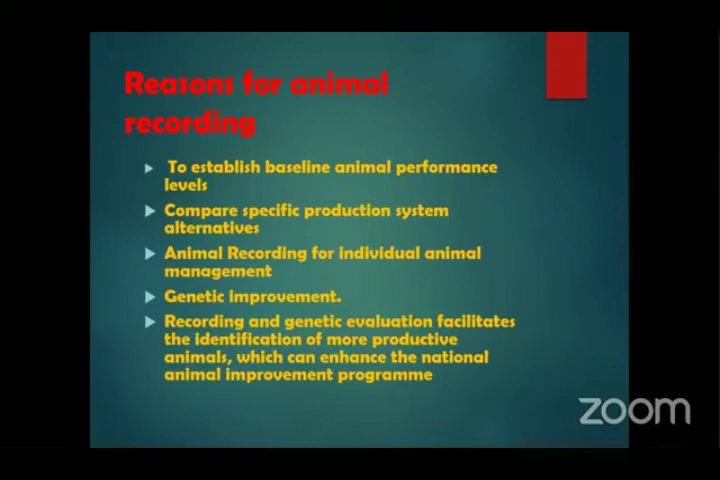 Reasons for animal
recording
To establish baseline animal performance
levels
Compare specific production system
alternatives
Animal Recording for individual animal
management
Genetic improvement.
Recording and genetic evaluation facilitates
the identification of more productive
animals, which can enhance the national
animal improvement programme
zoom